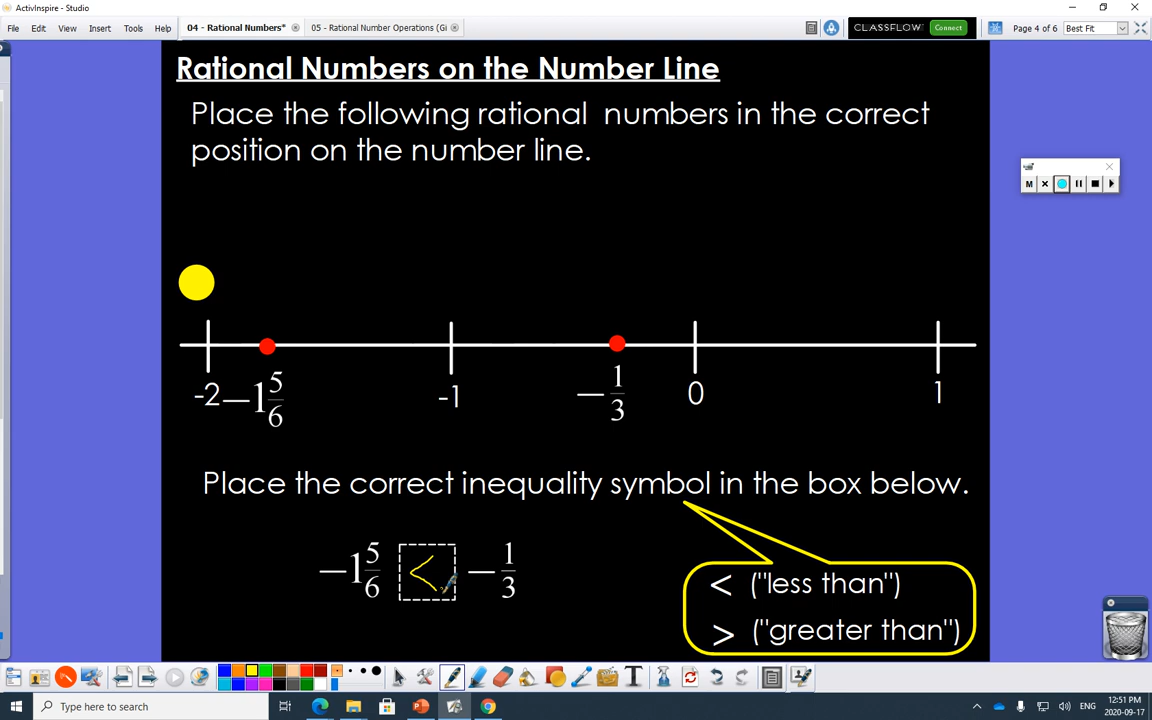 ActivInspire - Studio
File Edit View Insert Tools Help
04 - Rational Numbers*
05 - Rational Number Operations (Gi
CLASSFLOW Connect
Page 4 of 6
Best Fit
Rational Numbers on the Number Line
Place the following rational numbers in the correct
position on the number line.
M
-2 −1 5/6 -1 − 1/3 0 1
Place the correct inequality symbol in the box below.
−1 5/6 < − 1/3
< ("less than")
> ("greater than")
T
Type here to search
ENG
12:51 PM
2020-09-17